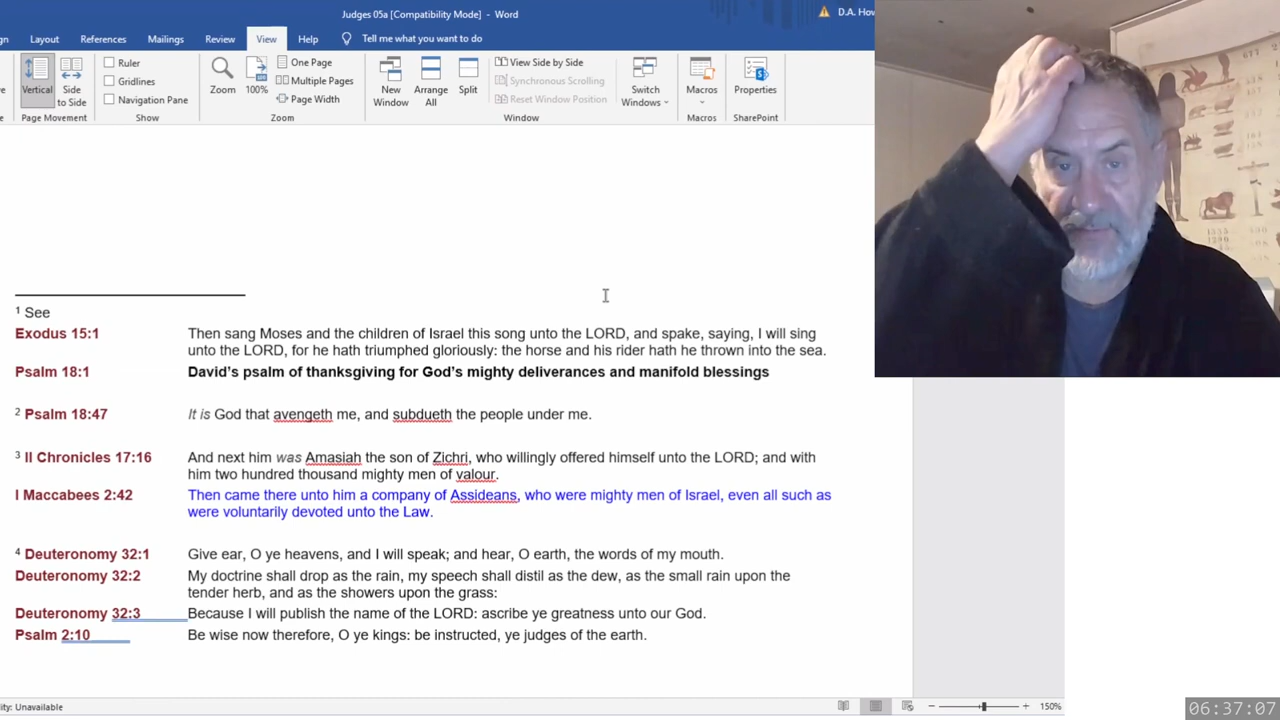 Judges 05a [Compatibility Mode] - Word
D.A. How
gn Layout References Mailings Review View Help Tell me what you want to do
Vertical
Side to Side
Page Movement
Ruler
Gridlines
Navigation Pane
Show
Zoom
100%
One Page
Multiple Pages
Page Width
Zoom
New Window
Arrange All
Split
View Side by Side
Synchronous Scrolling
Reset Window Position
Window
Switch Windows
Macros
Macros
Properties
SharePoint
1 See
Exodus 15:1 Then sang Moses and the children of Israel this song unto the LORD, and spake, saying, I will sing
unto the LORD, for he hath triumphed gloriously: the horse and his rider hath he thrown into the sea.
Psalm 18:1 David's psalm of thanksgiving for God's mighty deliverances and manifold blessings
2 Psalm 18:47 It is God that avengeth me, and subdueth the people under me.
3 II Chronicles 17:16 And next him was Amasiah the son of Zichri, who willingly offered himself unto the LORD; and with
him two hundred thousand mighty men of valour.
I Maccabees 2:42 Then came there unto him a company of Assideans, who were mighty men of Israel, even all such as
were voluntarily devoted unto the Law.
4 Deuteronomy 32:1 Give ear, O ye heavens, and I will speak; and hear, O earth, the words of my mouth.
Deuteronomy 32:2 My doctrine shall drop as the rain, my speech shall distil as the dew, as the small rain upon the
tender herb, and as the showers upon the grass:
Deuteronomy 32:3 Because I will publish the name of the LORD: ascribe ye greatness unto our God.
Psalm 2:10 Be wise now therefore, O ye kings: be instructed, ye judges of the earth.
ity: Unavailable
150%
06:37:07